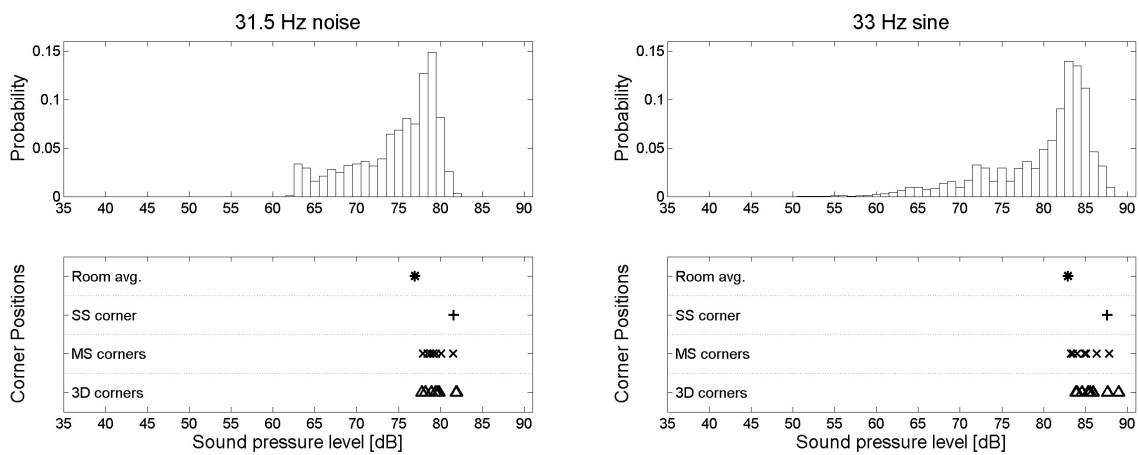 31.5 Hz noise
Probability
0.15
0.1
0.05
0
35 40 45 50 55 60 65 70 75 80 85 90
Corner Positions
Room avg.
SS corner
MS corners
3D corners
35 40 45 50 55 60 65 70 75 80 85 90
Sound pressure level [dB]
33 Hz sine
Probability
0.15
0.1
0.05
0
35 40 45 50 55 60 65 70 75 80 85 90
Corner Positions
Room avg.
SS corner
MS corners
3D corners
35 40 45 50 55 60 65 70 75 80 85 90
Sound pressure level [dB]